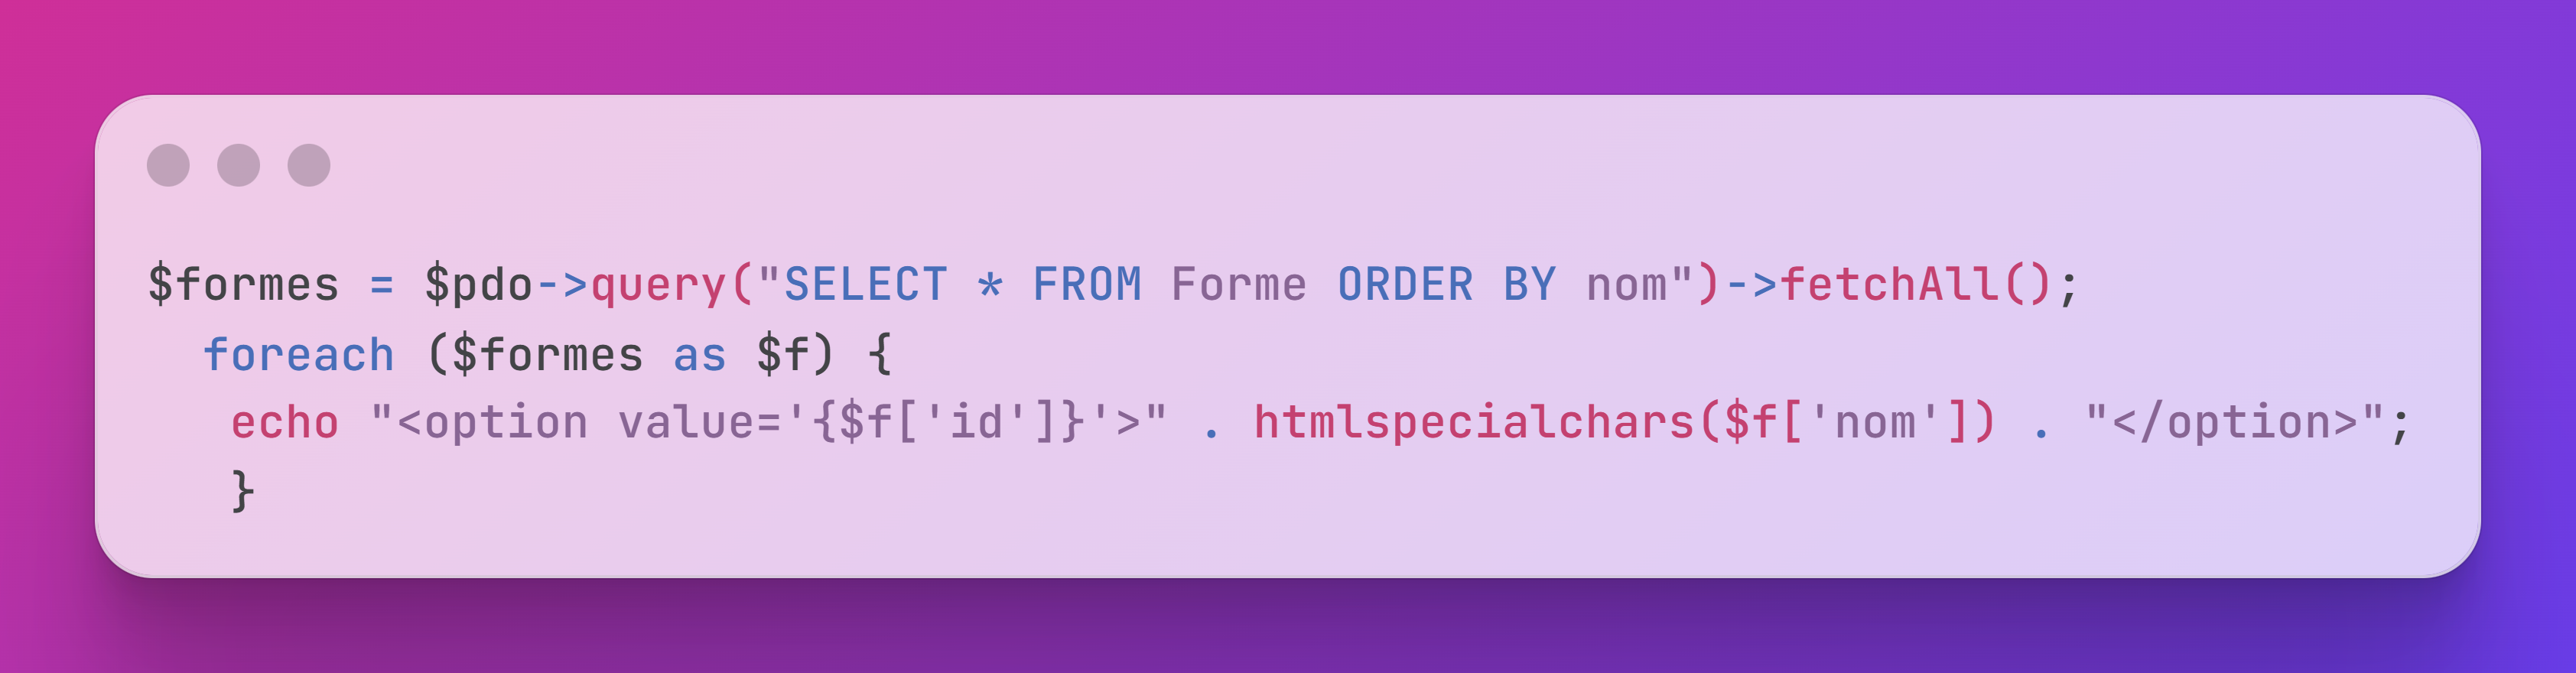 $formes = $pdo->query("SELECT * FROM Forme ORDER BY nom")->fetchAll();
  foreach ($formes as $f) {
   echo "<option value='{$f['id']}'>" . htmlspecialchars($f['nom']) . "</option>";
   }